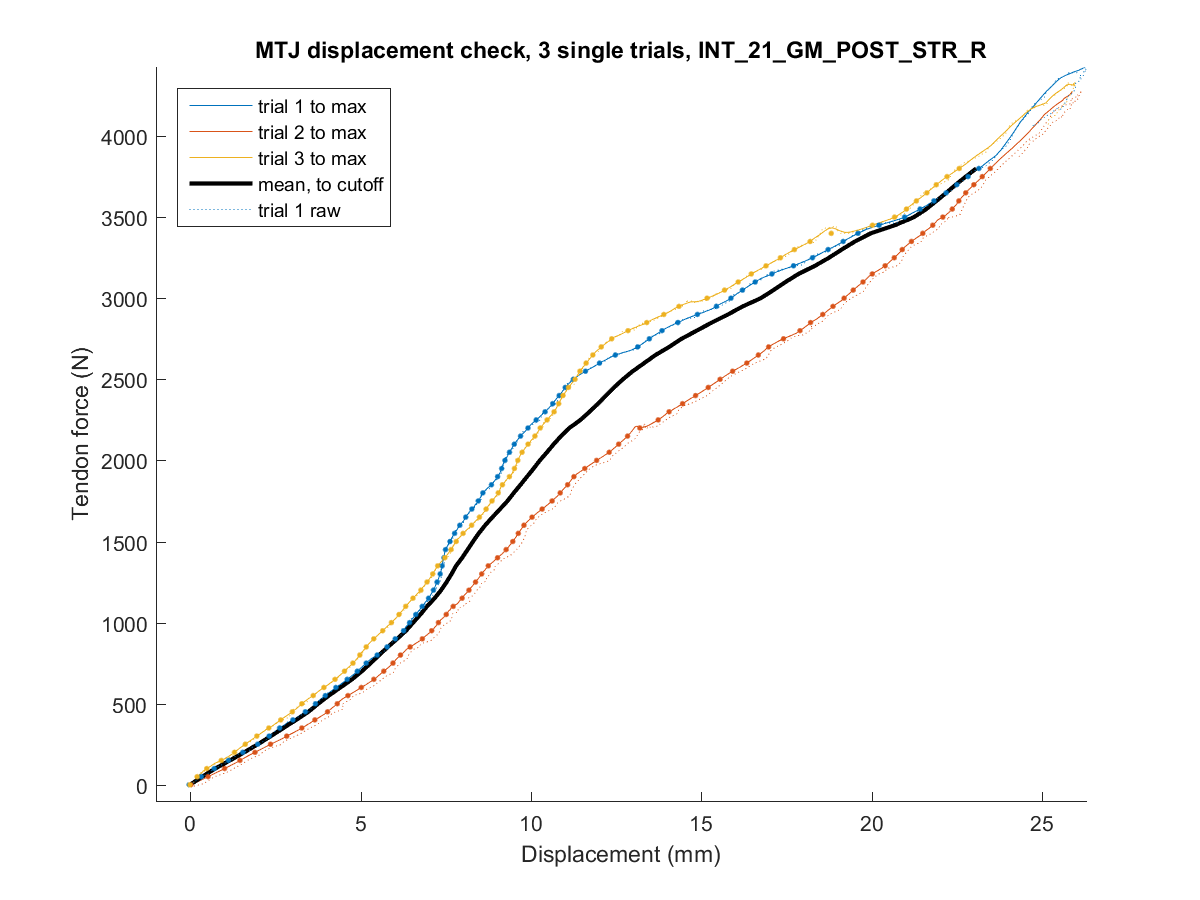 MTJ displacement check, 3 single trials, INT_21_GM_POST_STR_R
trial 1 to max
trial 2 to max
trial 3 to max
mean, to cutoff
trial 1 raw
4000
3500
3000
2500
2000
1500
1000
500
0
Tendon force (N)
0 5 10 15 20 25
Displacement (mm)